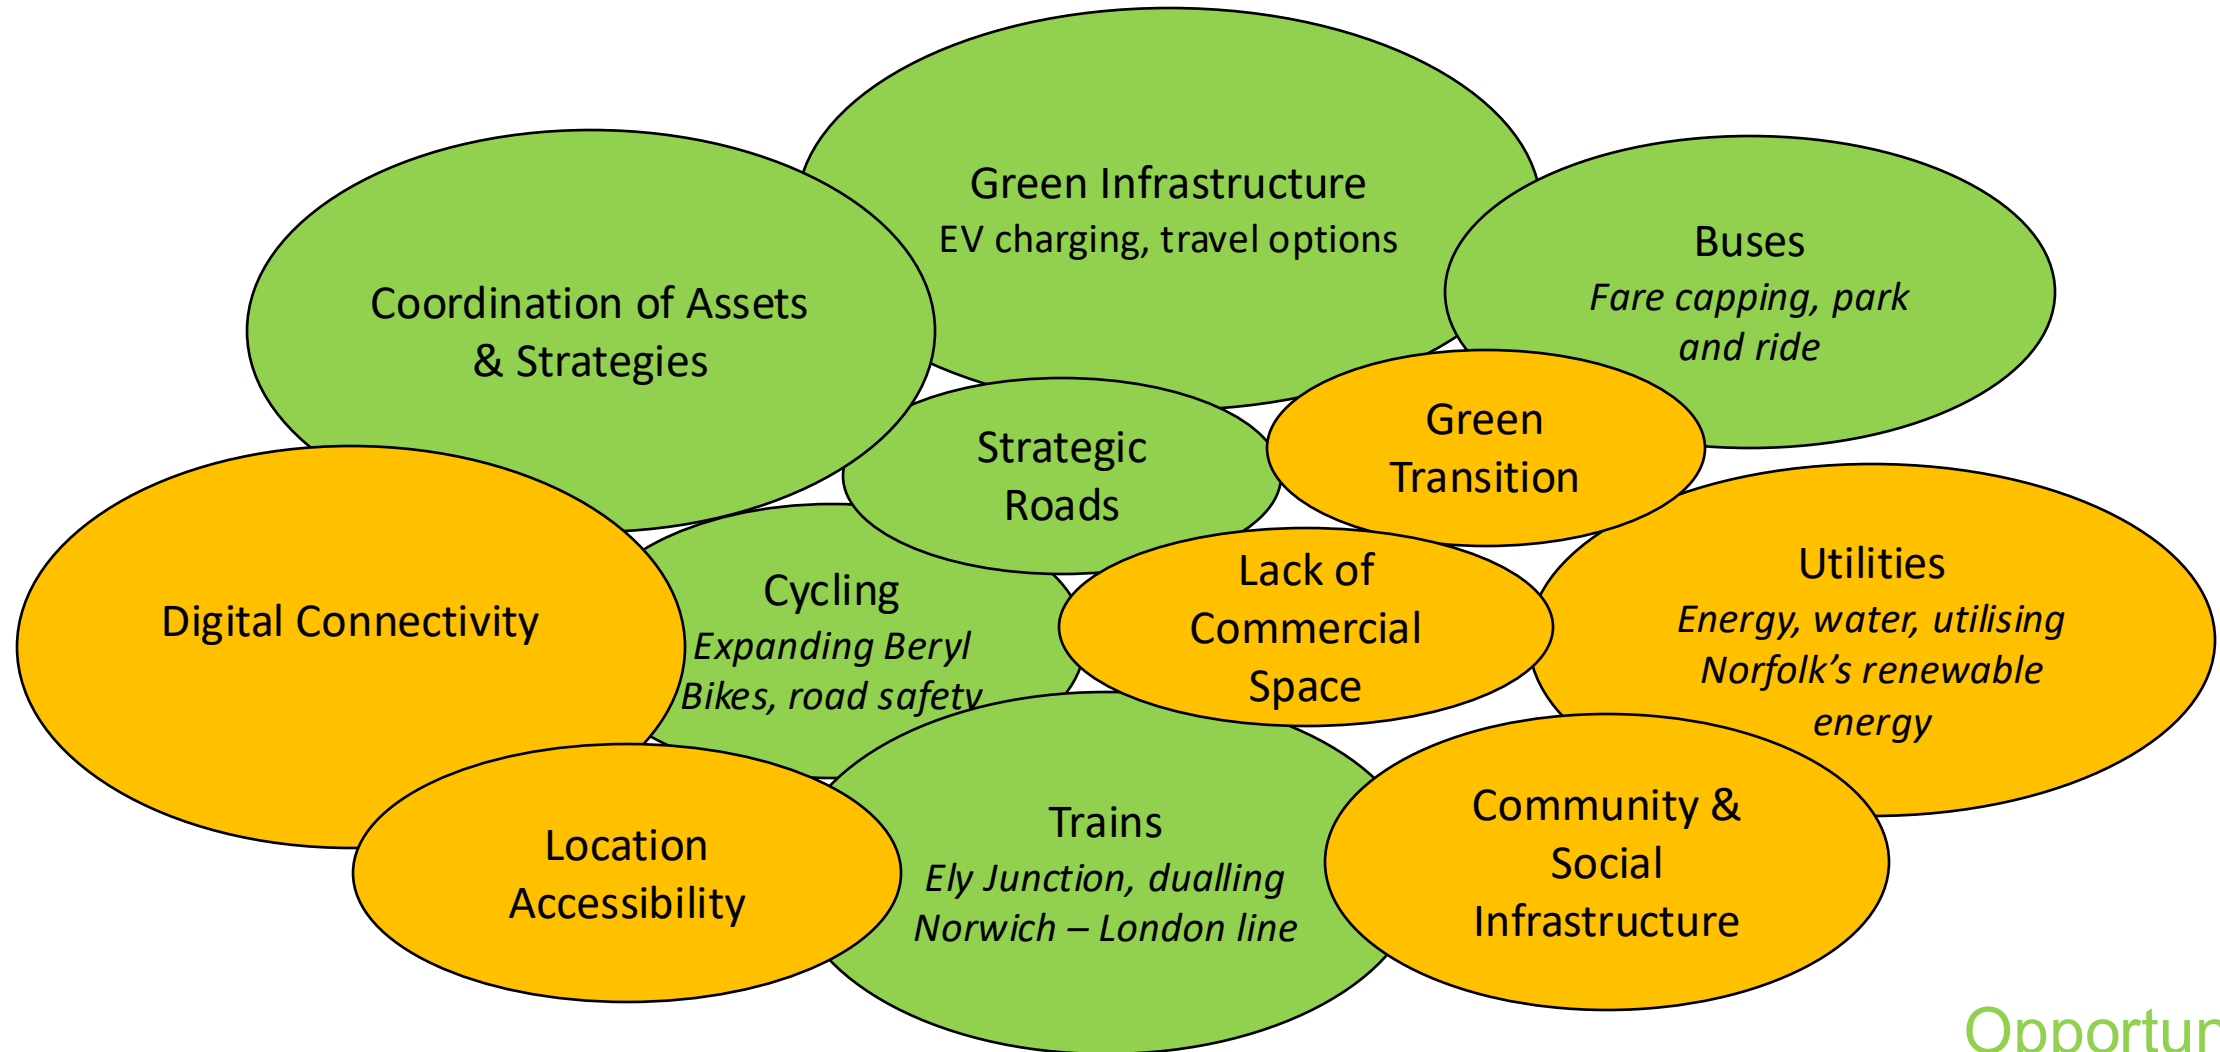 Green Infrastructure
EV charging, travel options
Buses
Fare capping, park
and ride
Coordination of Assets
& Strategies
Green
Transition
Strategic
Roads
Lack of
Commercial
Space
Utilities
Energy, water, utilising
Norfolk’s renewable
energy
Digital Connectivity
Cycling
Expanding Beryl
Bikes, road safety
Location
Accessibility
Trains
Ely Junction, dualling
Norwich – London line
Community &
Social
Infrastructure